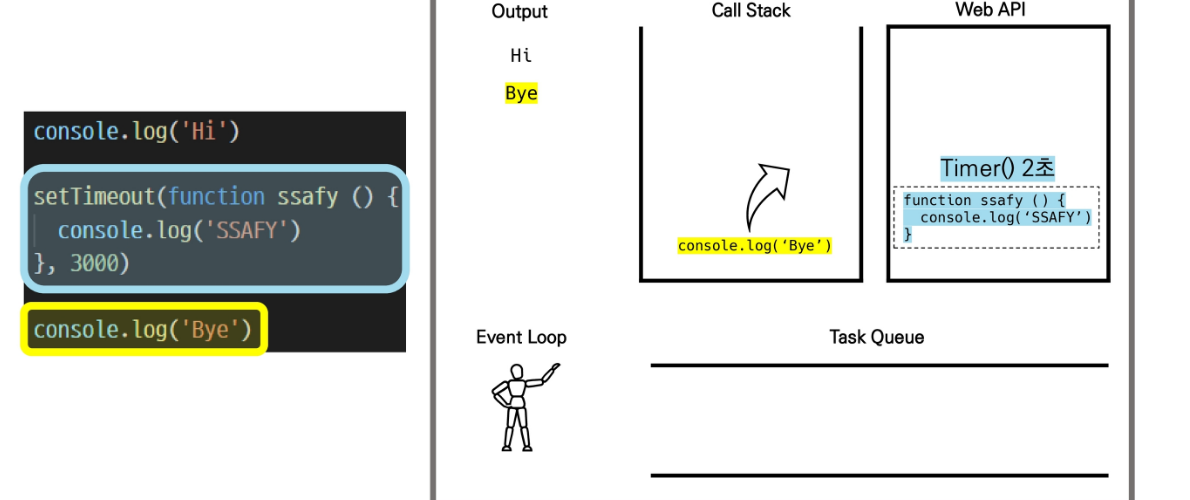 console.log('Hi')
setTimeout(function ssafy () {
console.log('SSAFY')
}, 3000)
console.log('Bye')
Output
Hi
Bye
Call Stack
console.log(‘Bye’)
Web API
Timer() 2초
function ssafy () {
console.log(‘SSAFY’)
}
Event Loop
Task Queue